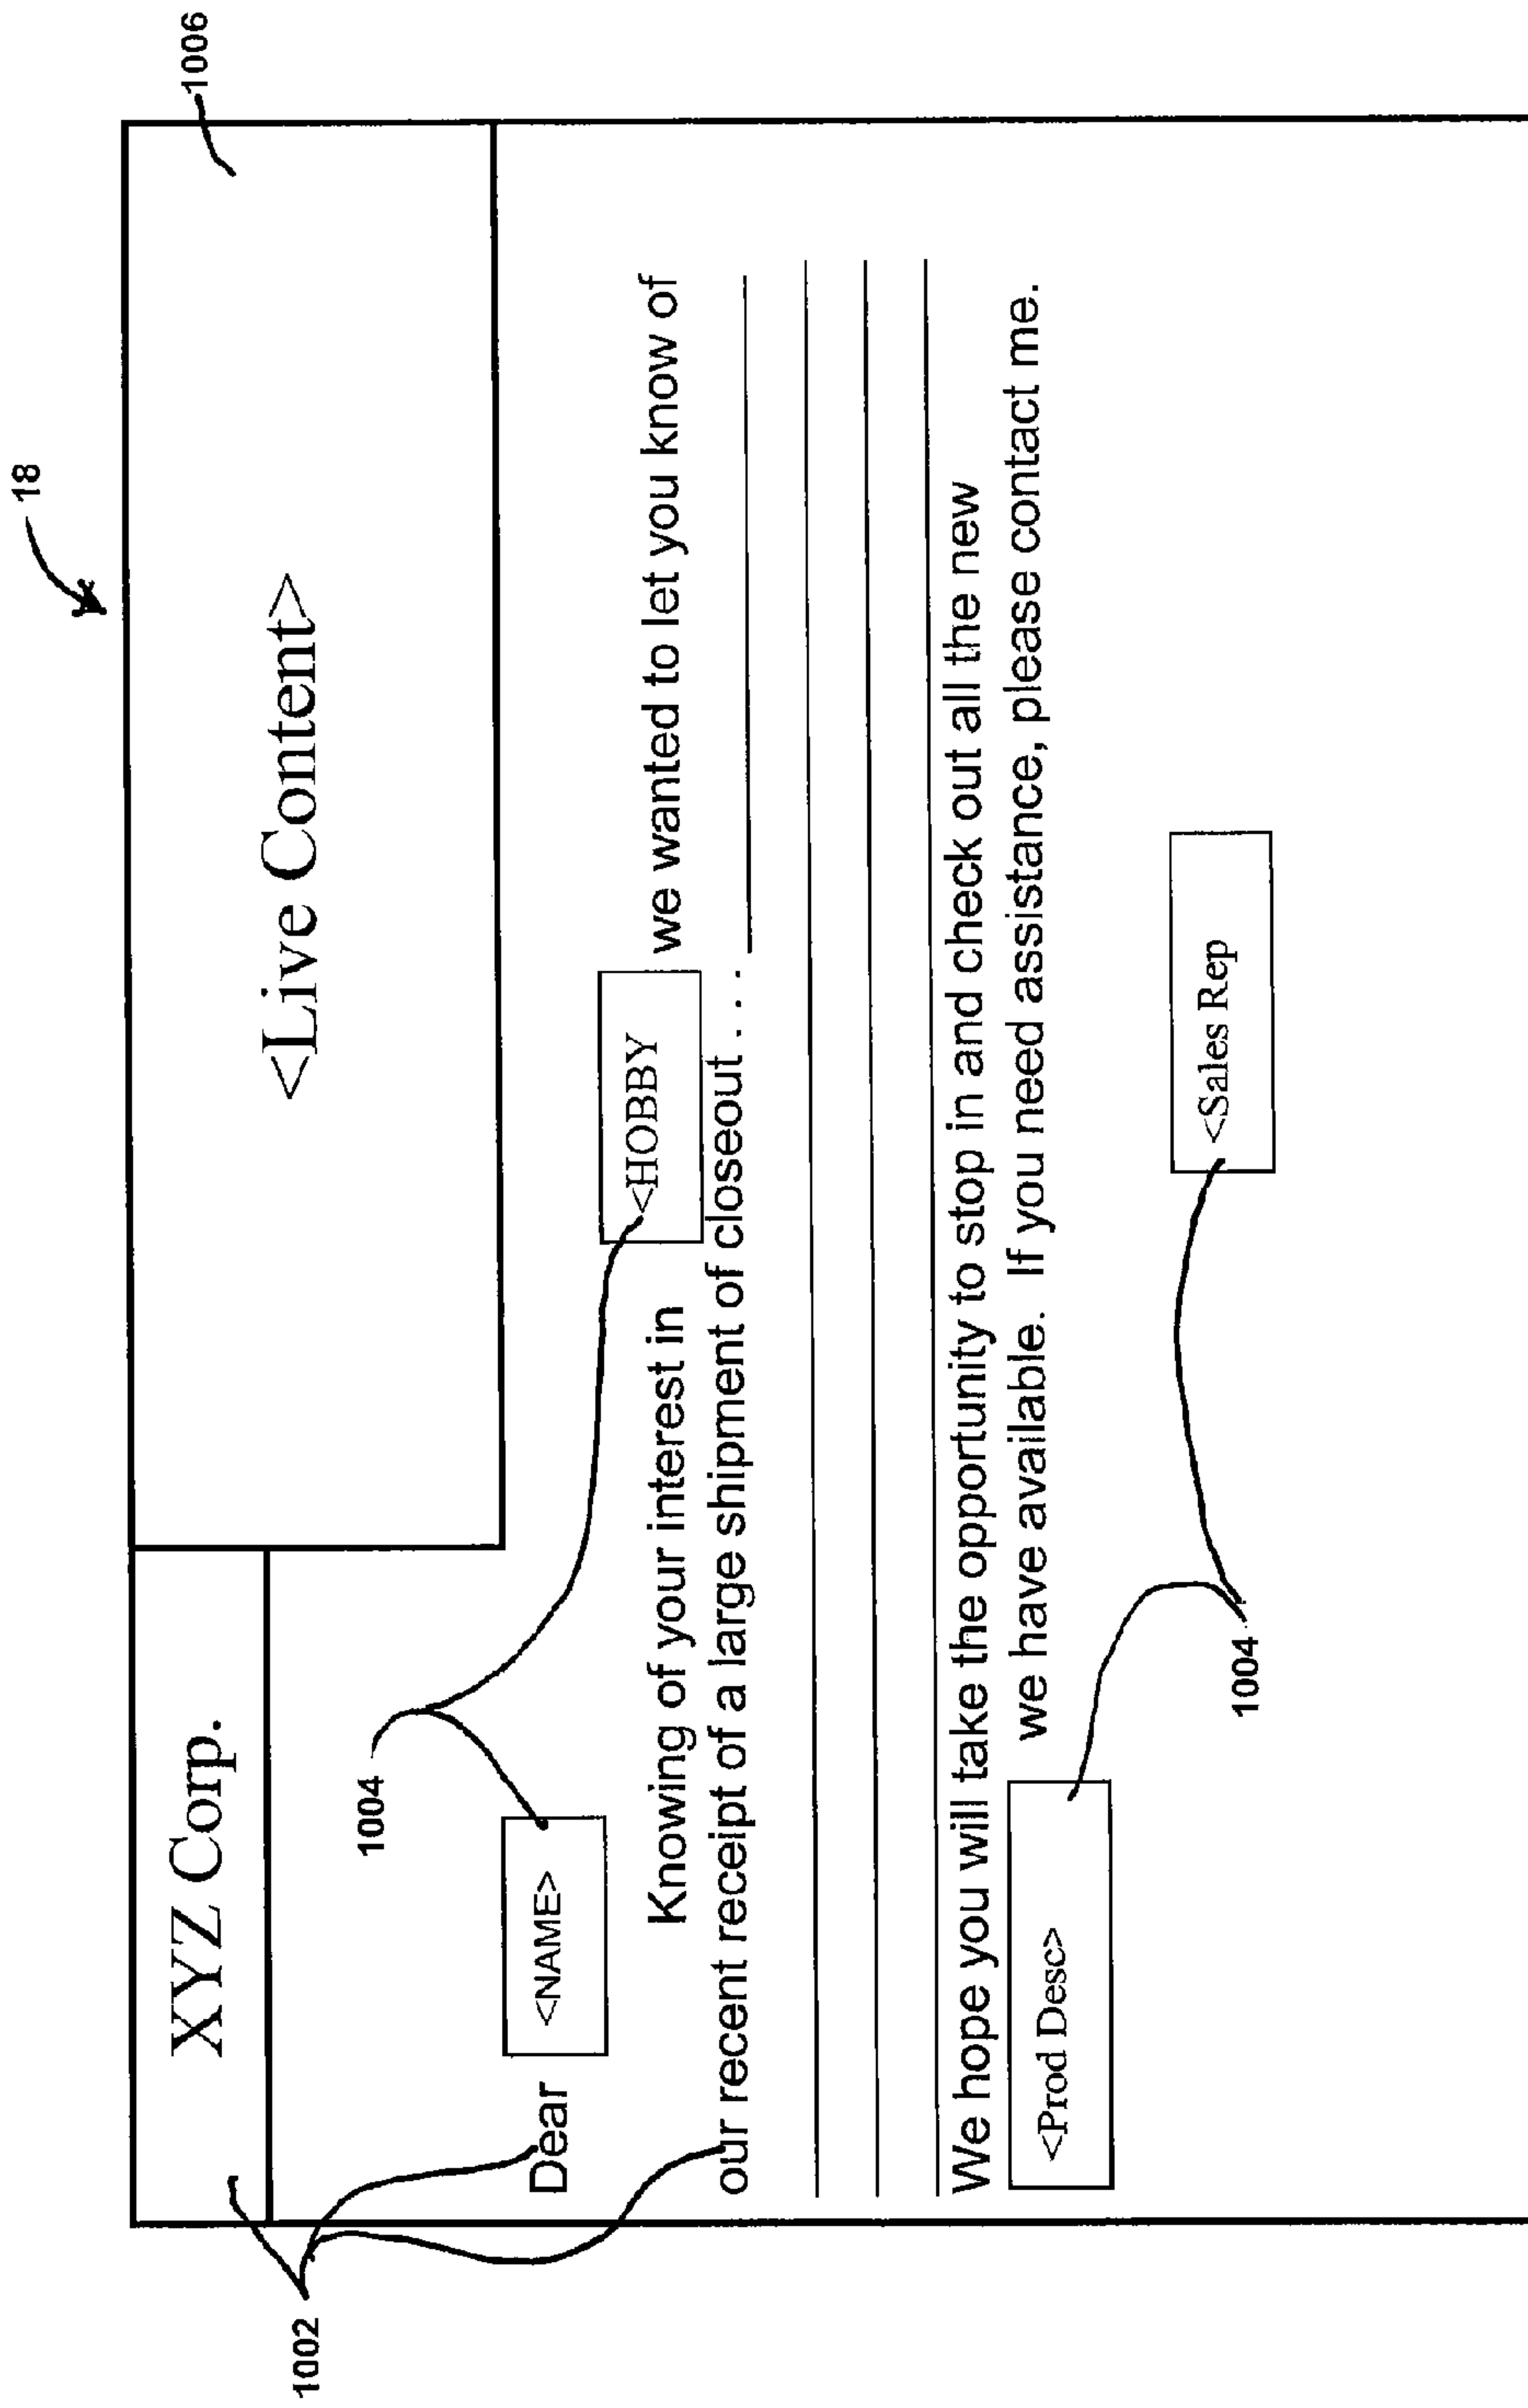 18
1006
XYZ Corp.
<Live Content>
1002
1004
Dear <NAME>
Knowing of your interest in <HOBBY we wanted to let you know of
our recent receipt of a large shipment of closeout . . . .
We hope you will take the opportunity to stop in and check out all the new
<Prod Desc> we have available. If you need assistance, please contact me.
<Sales Rep
1004